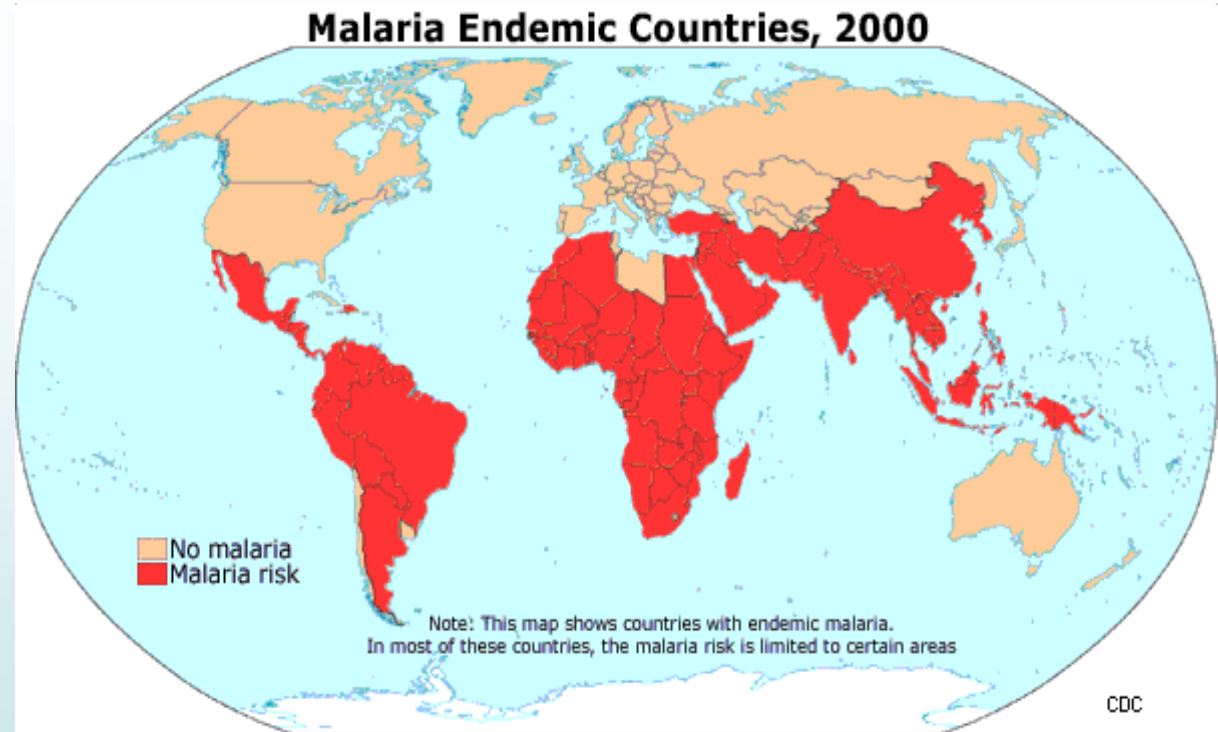 Malaria Endemic Countries, 2000
No malaria
Malaria risk
Note: This map shows countries with endemic malaria.
In most of these countries, the malaria risk is limited to certain areas
CDC